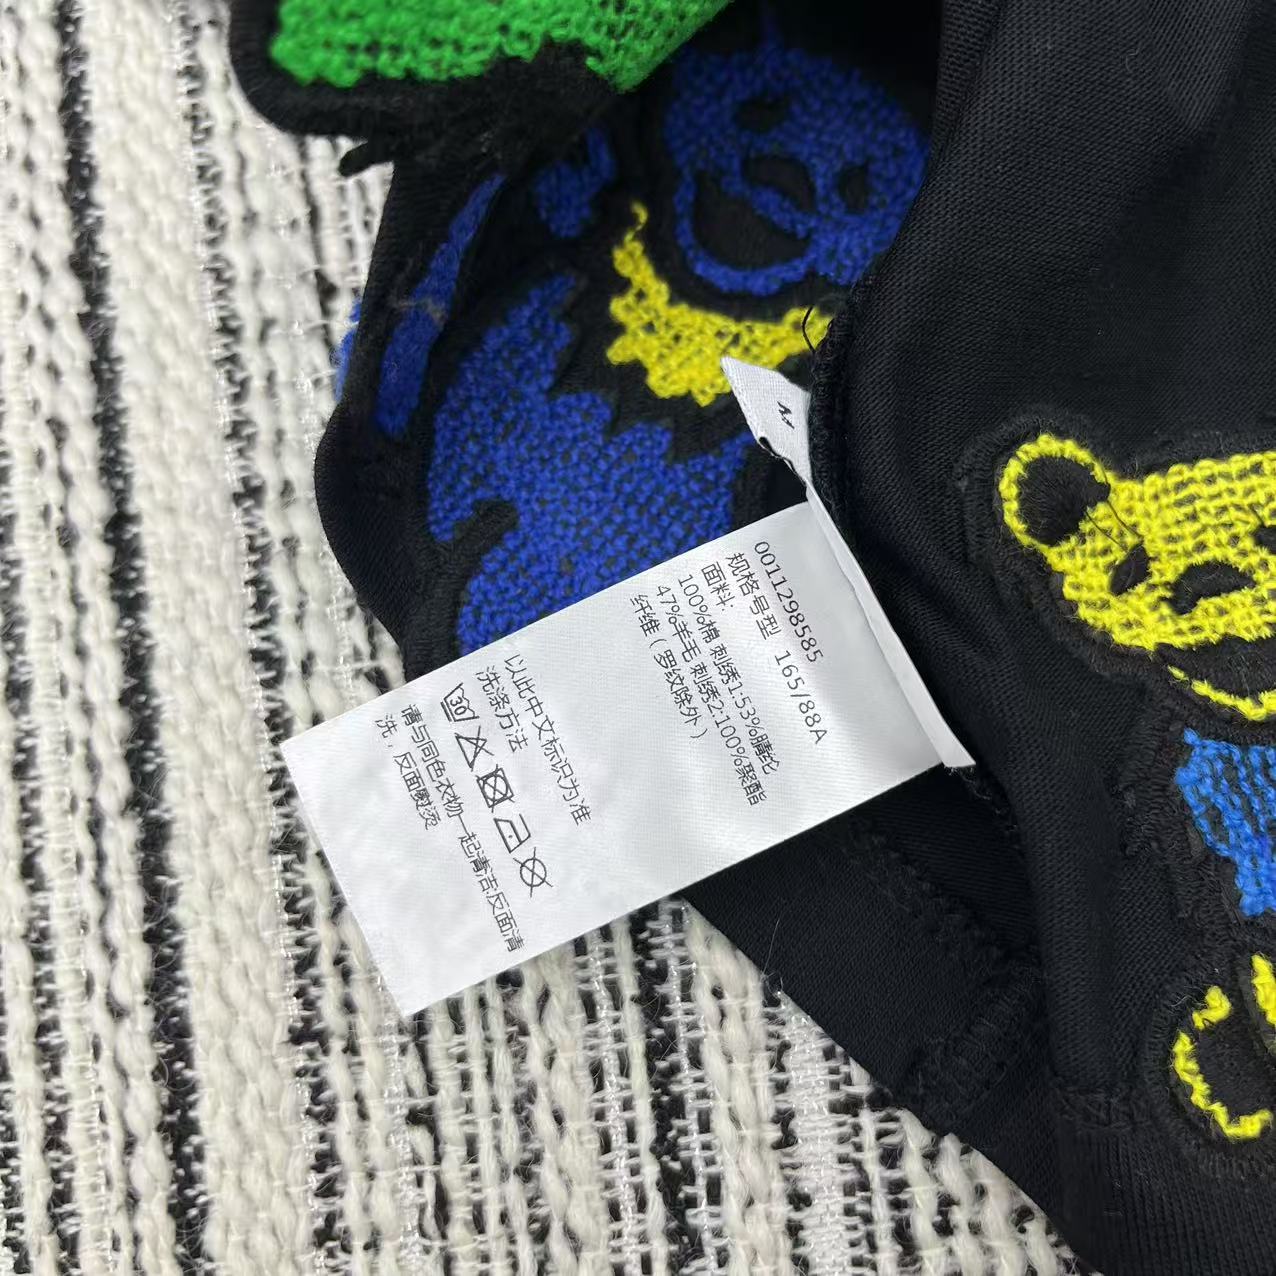 0011298585
规格号型 165/88A
面料:
100%棉 刺绣1:53%腈纶
47%羊毛 刺绣2:100%聚酯
纤维(罗纹除外)
以此中文标识为准
洗涤方法
30
请与同色衣物一起清洁,反面清
洗,反面熨烫